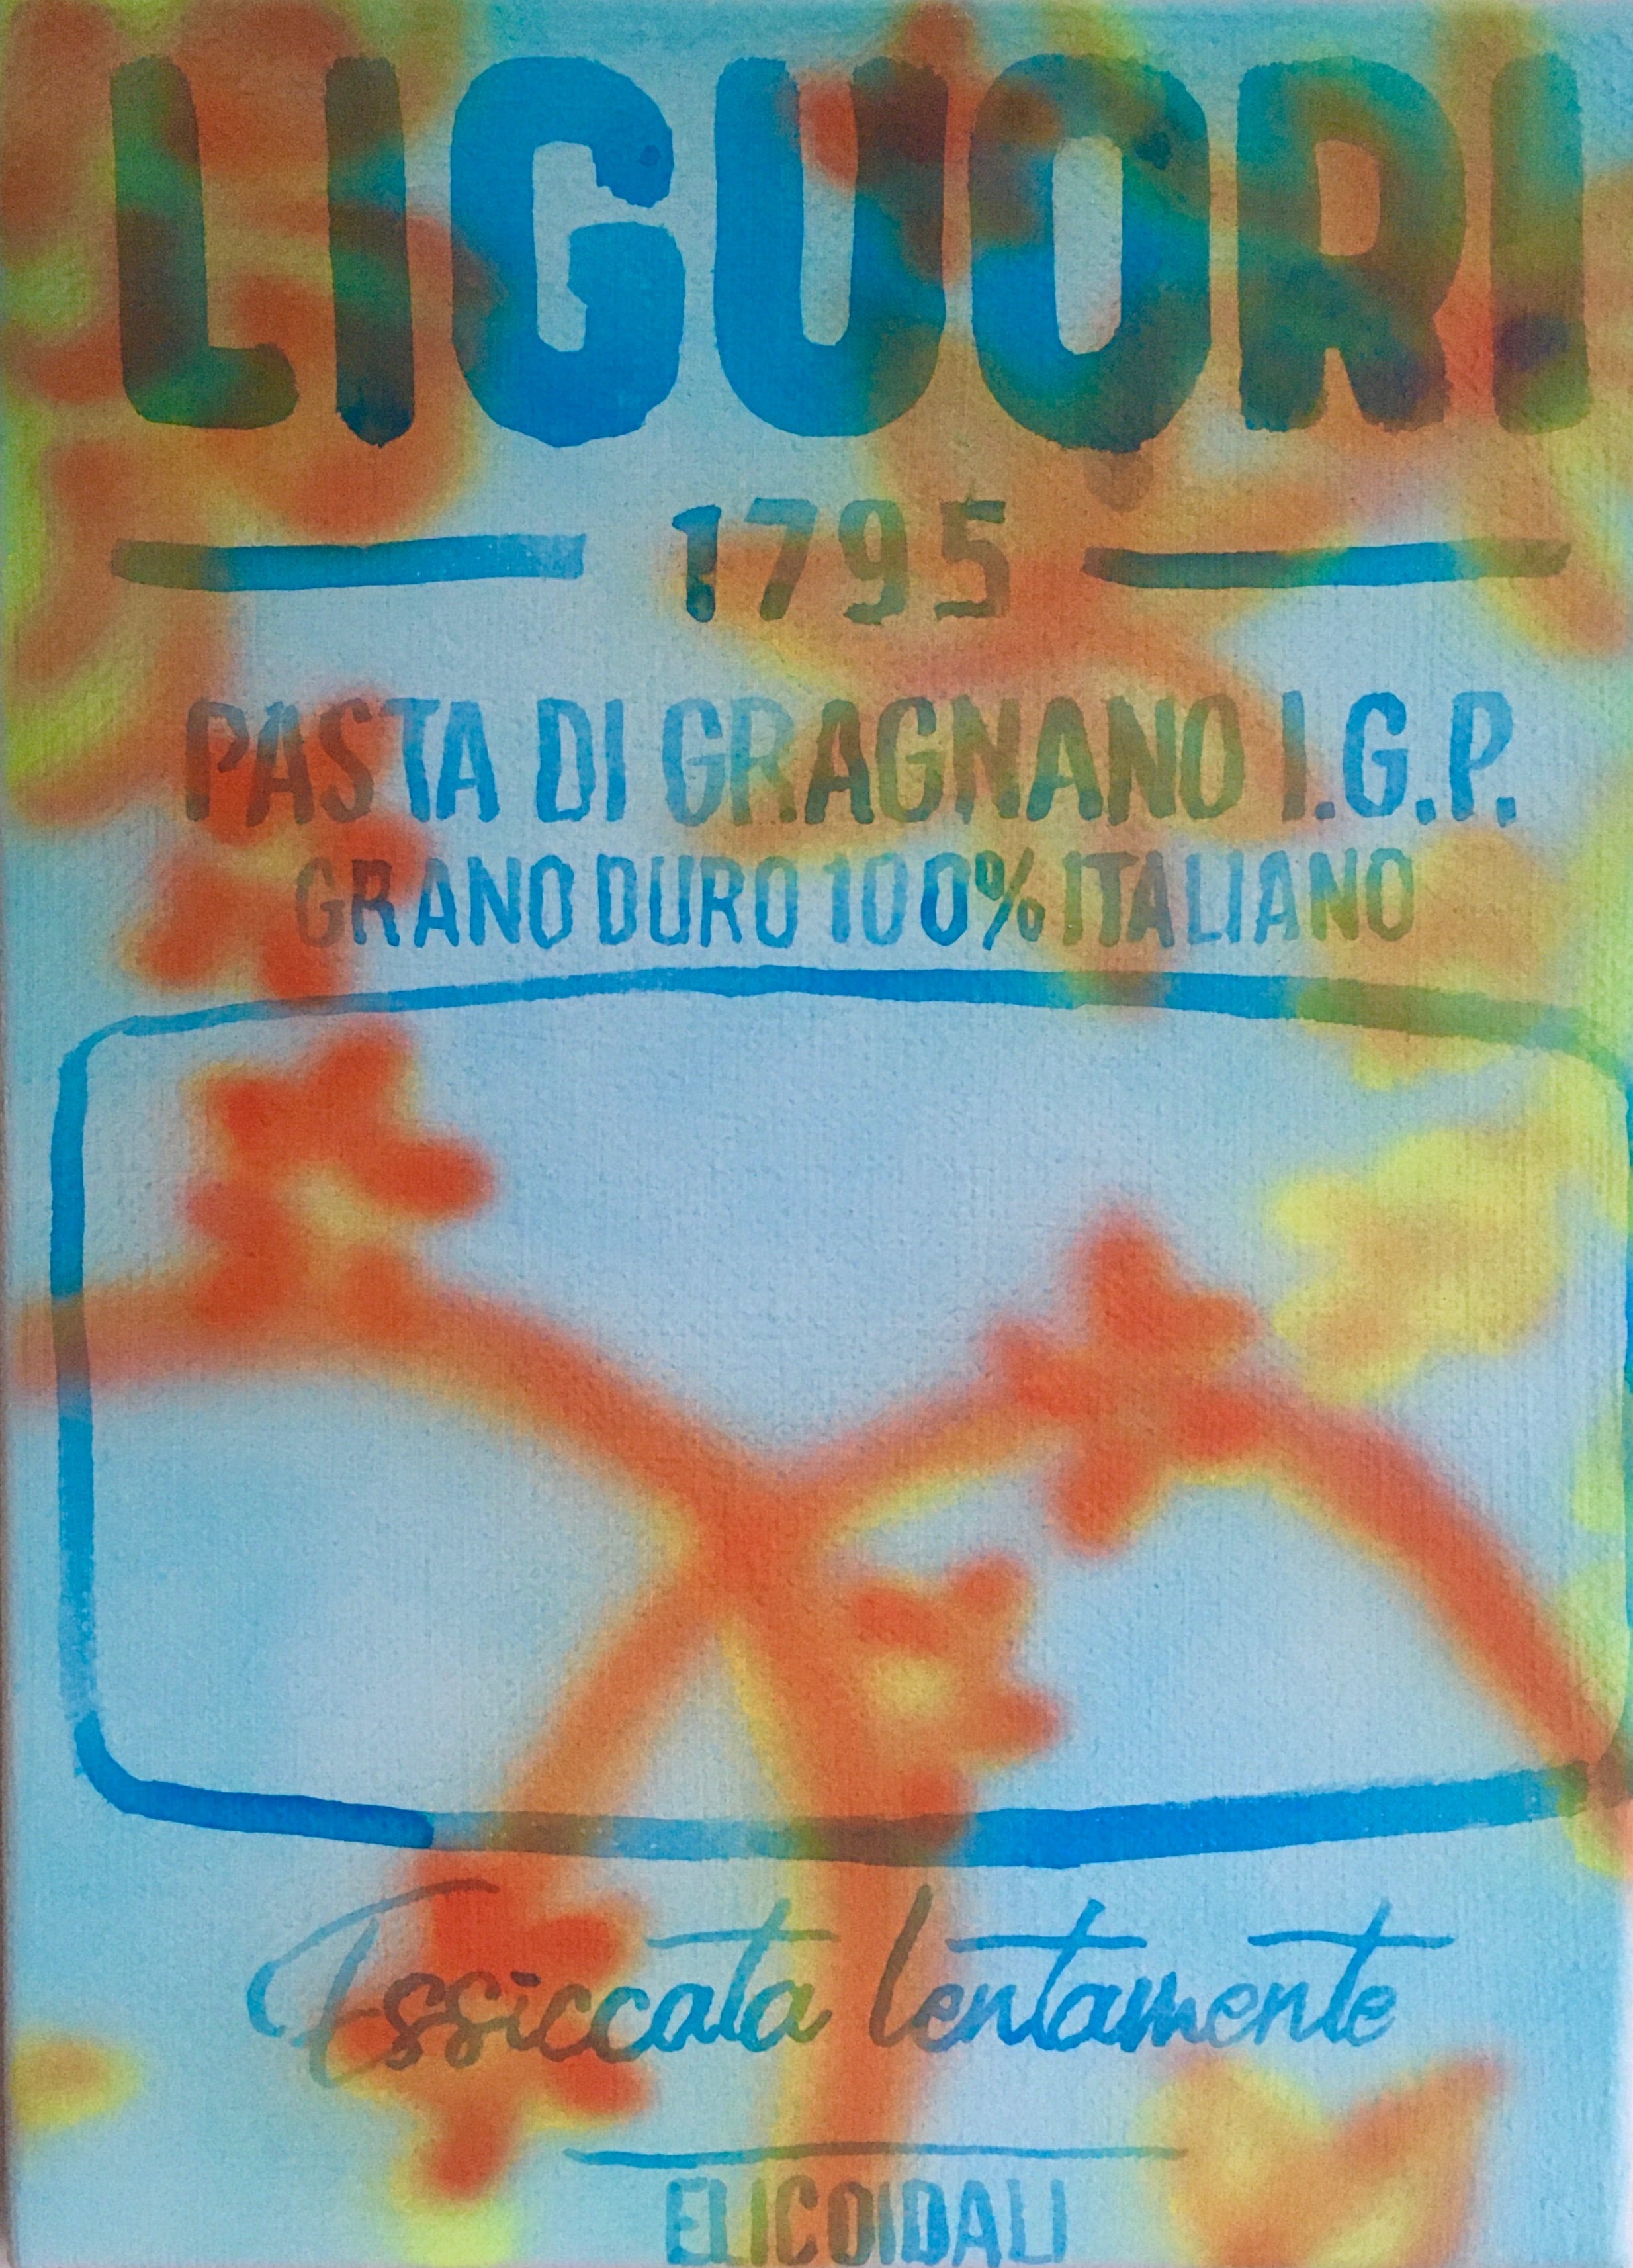 LIGUORI
1795
PASTA DI GRAGNANO I.G.P.
GRANO DURO 100% ITALIANO
Essiccata lentamente
ELICOIDALI